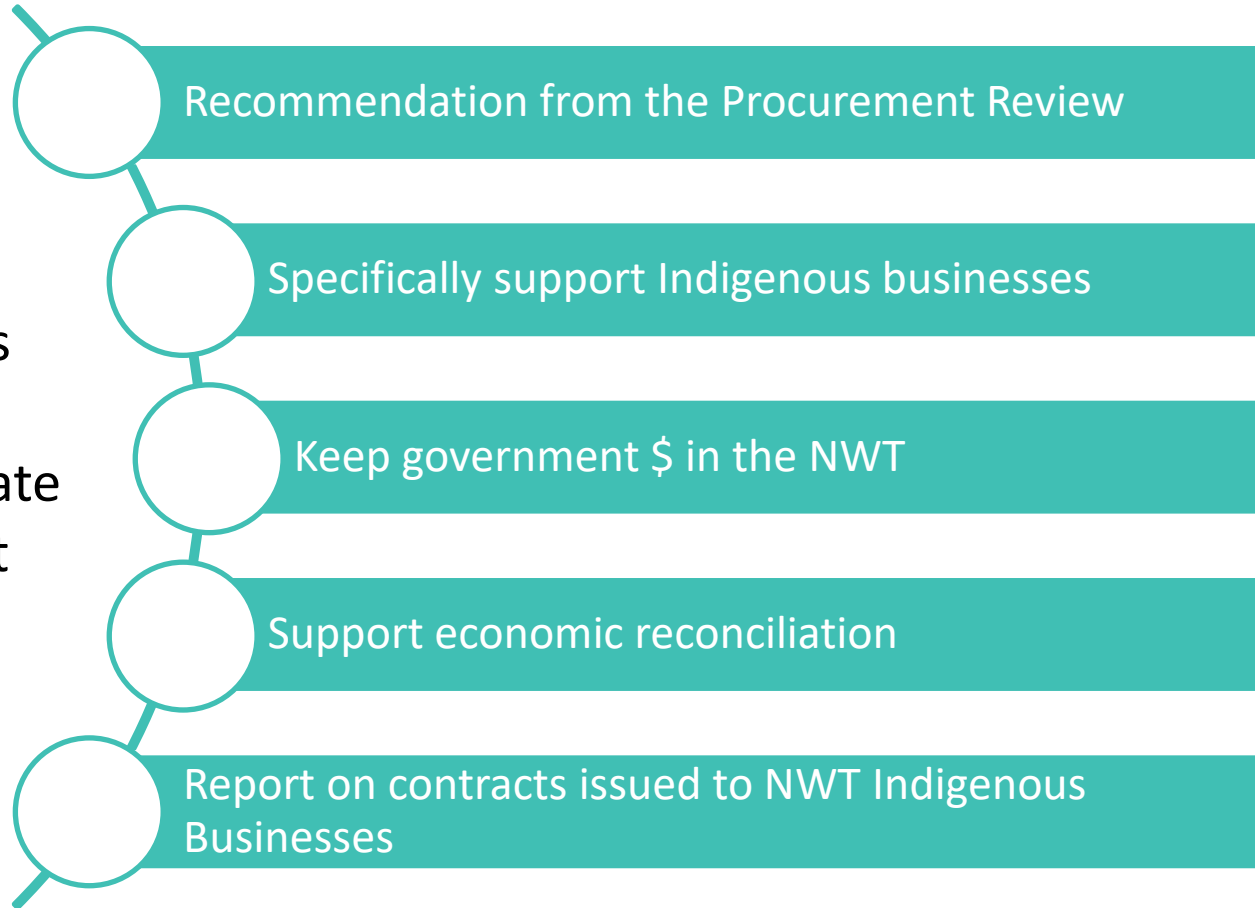 Recommendation from the Procurement Review
Specifically support Indigenous businesses
Keep government $ in the NWT
Support economic reconciliation
Report on contracts issued to NWT Indigenous
Businesses